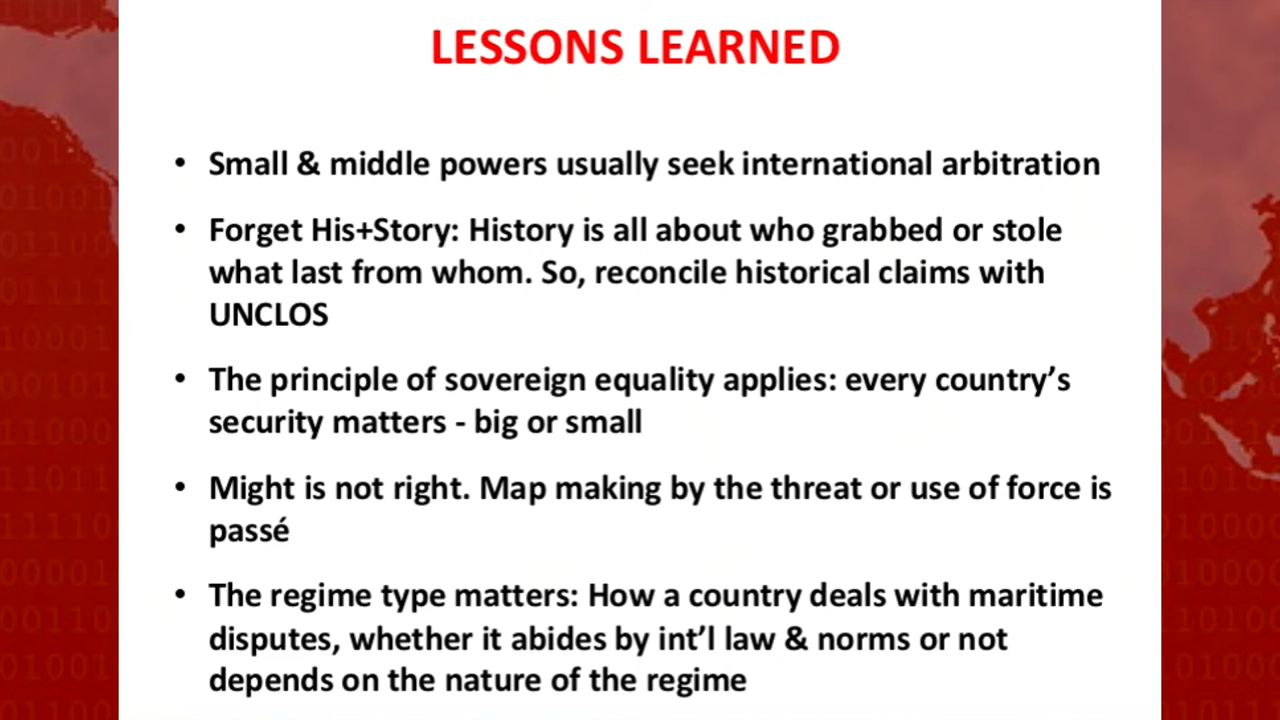 LESSONS LEARNED
• Small & middle powers usually seek international arbitration
• Forget His+Story: History is all about who grabbed or stole
what last from whom. So, reconcile historical claims with
UNCLOS
• The principle of sovereign equality applies: every country’s
security matters - big or small
• Might is not right. Map making by the threat or use of force is
passé
• The regime type matters: How a country deals with maritime
disputes, whether it abides by int’l law & norms or not
depends on the nature of the regime